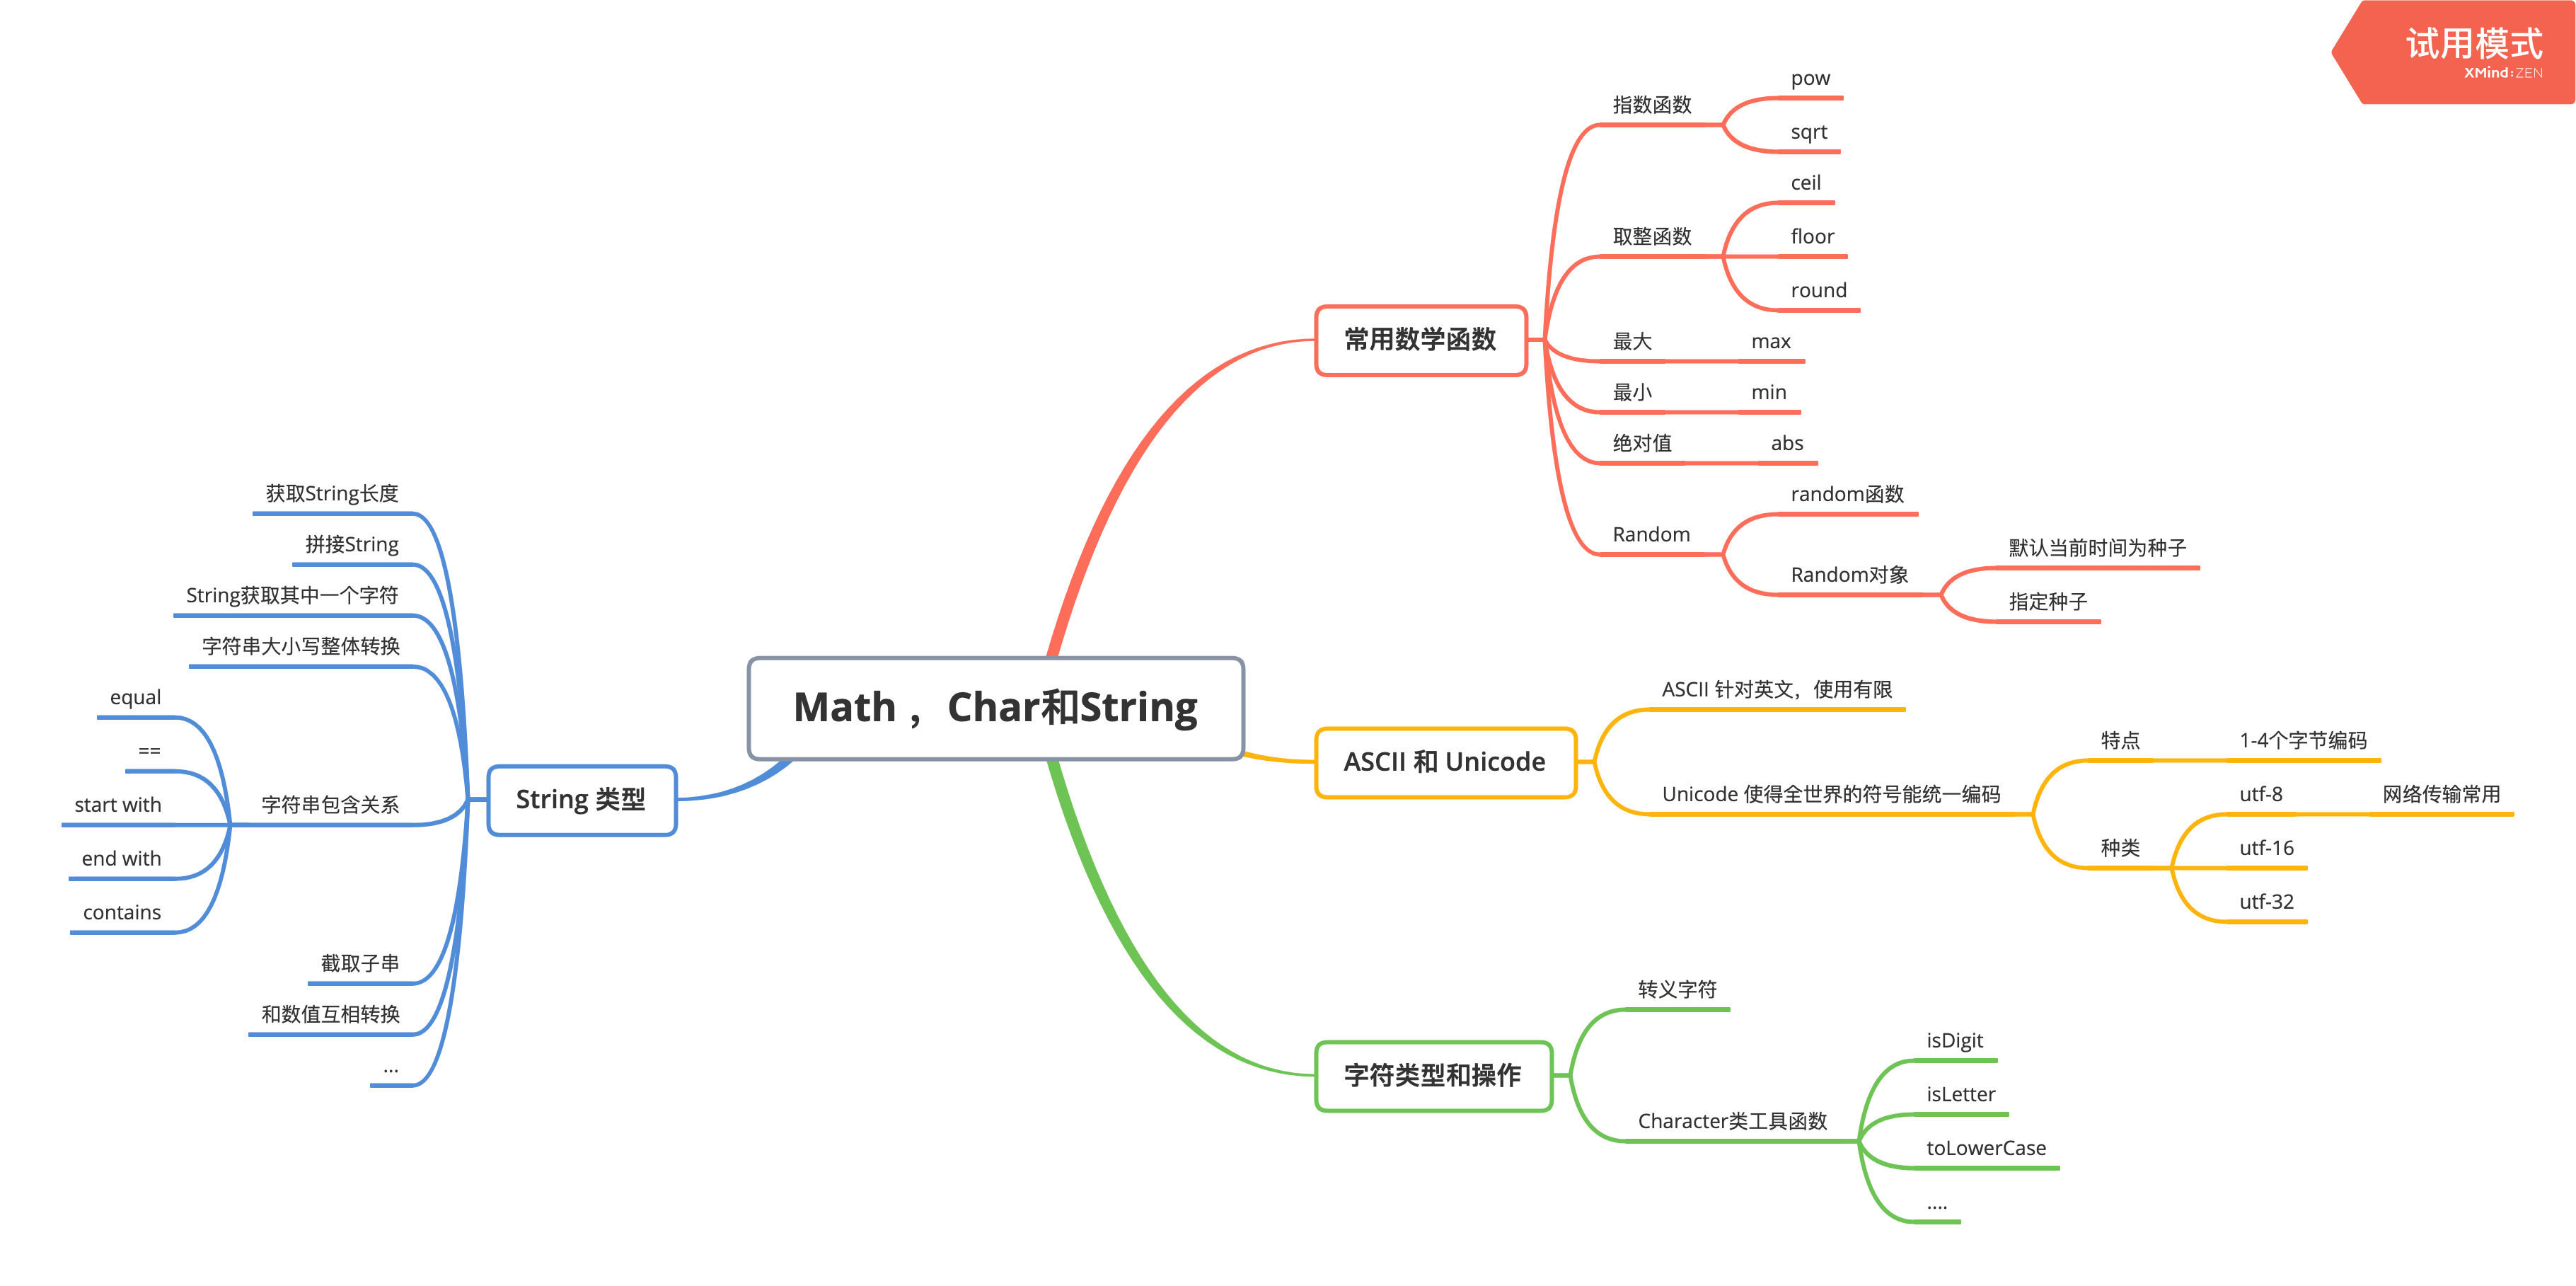 试用模式
XMind:ZEN
Math ，Char和String
常用数学函数
指数函数
pow
sqrt
取整函数
ceil
floor
round
最大
max
最小
min
绝对值
abs
Random
random函数
Random对象
默认当前时间为种子
指定种子
ASCII 和 Unicode
ASCII 针对英文，使用有限
Unicode 使得全世界的符号能统一编码
特点
1-4个字节编码
种类
utf-8
网络传输常用
utf-16
utf-32
字符类型和操作
转义字符
Character类工具函数
isDigit
isLetter
toLowerCase
....
String 类型
获取String长度
拼接String
String获取其中一个字符
字符串大小写整体转换
字符串包含关系
equal
==
start with
end with
contains
截取子串
和数值互相转换
...